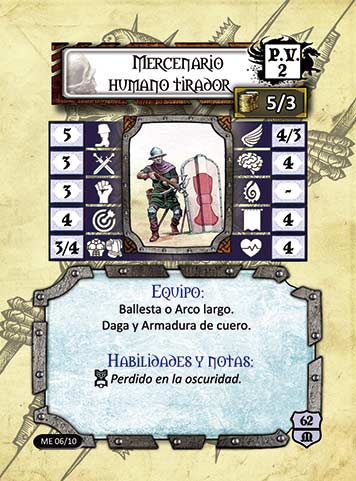 Mercenario
humano tirador
P.V.
2
5/3
5
4/3
3
4
3
-
4
4
3/4
4
Equipo:
Ballesta o Arco largo.
Daga y Armadura de cuero.
Habilidades y notas:
Perdido en la oscuridad.
ME 06/10
62
M